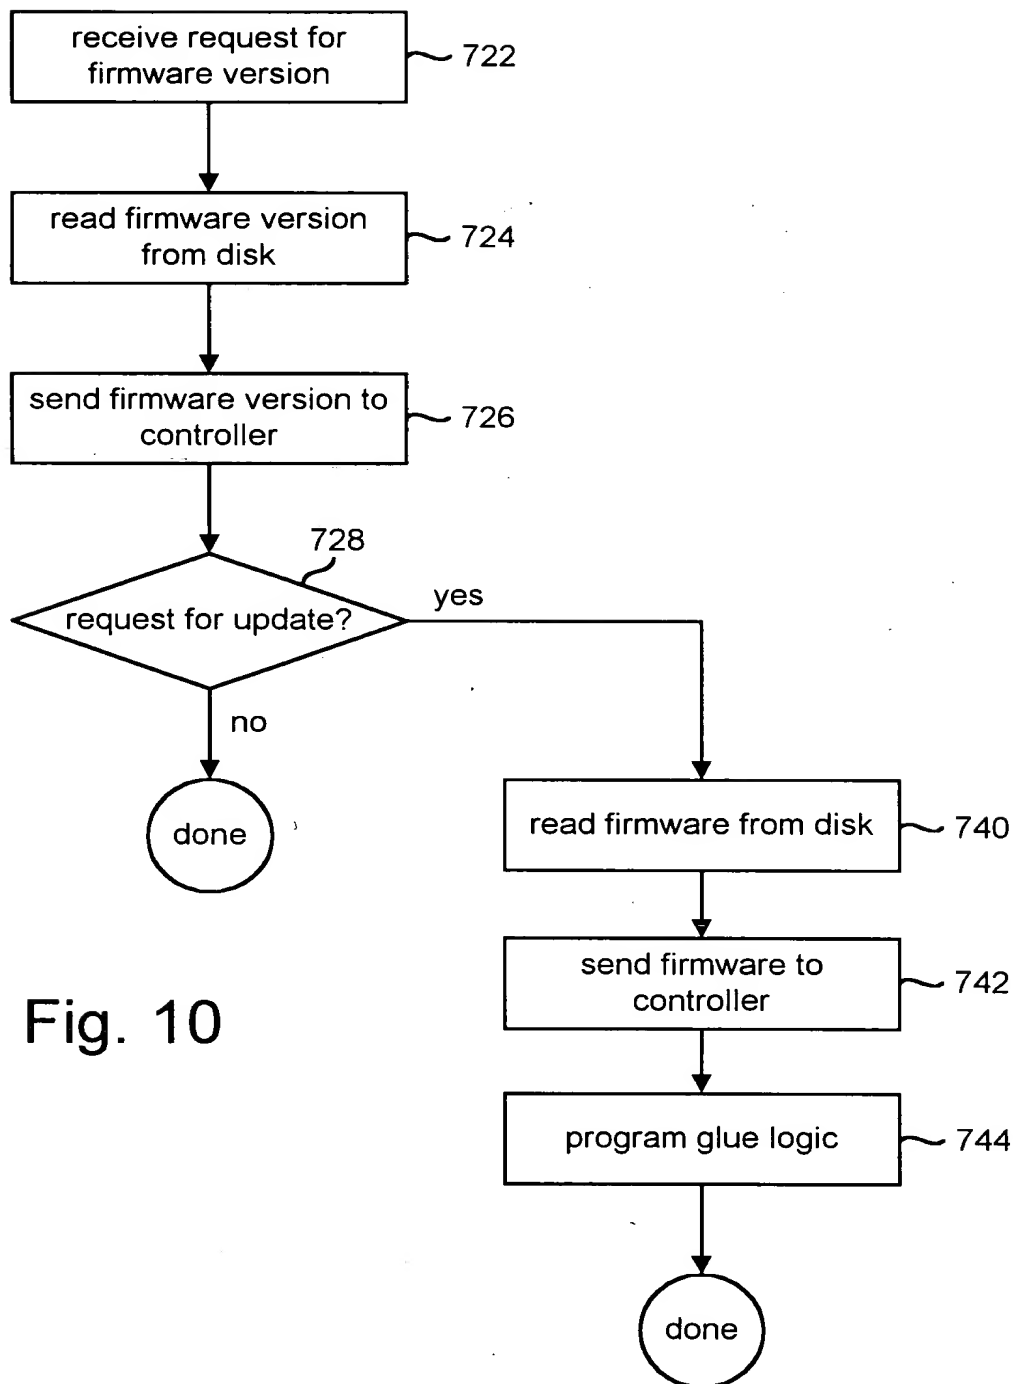 receive request for
firmware version
722
read firmware version
from disk
724
send firmware version to
controller
726
728
request for update?
yes
no
done
read firmware from disk
740
send firmware to
controller
742
program glue logic
744
done
Fig. 10